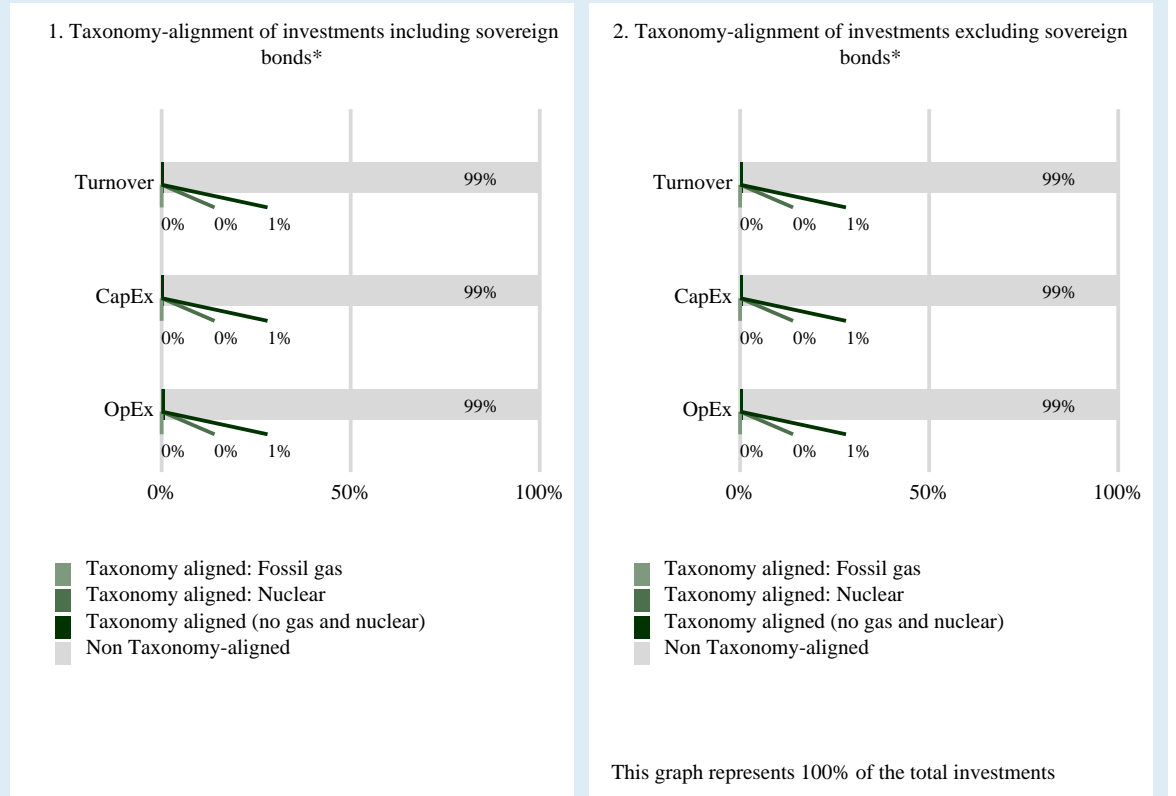 1. Taxonomy-alignment of investments including sovereign
bonds*
Turnover
99%
0% 0% 1%
CapEx
99%
0% 0% 1%
OpEx
99%
0% 0% 1%
0% 50% 100%
Taxonomy aligned: Fossil gas
Taxonomy aligned: Nuclear
Taxonomy aligned (no gas and nuclear)
Non Taxonomy-aligned
2. Taxonomy-alignment of investments excluding sovereign
bonds*
Turnover
99%
0% 0% 1%
CapEx
99%
0% 0% 1%
OpEx
99%
0% 0% 1%
0% 50% 100%
Taxonomy aligned: Fossil gas
Taxonomy aligned: Nuclear
Taxonomy aligned (no gas and nuclear)
Non Taxonomy-aligned
This graph represents 100% of the total investments